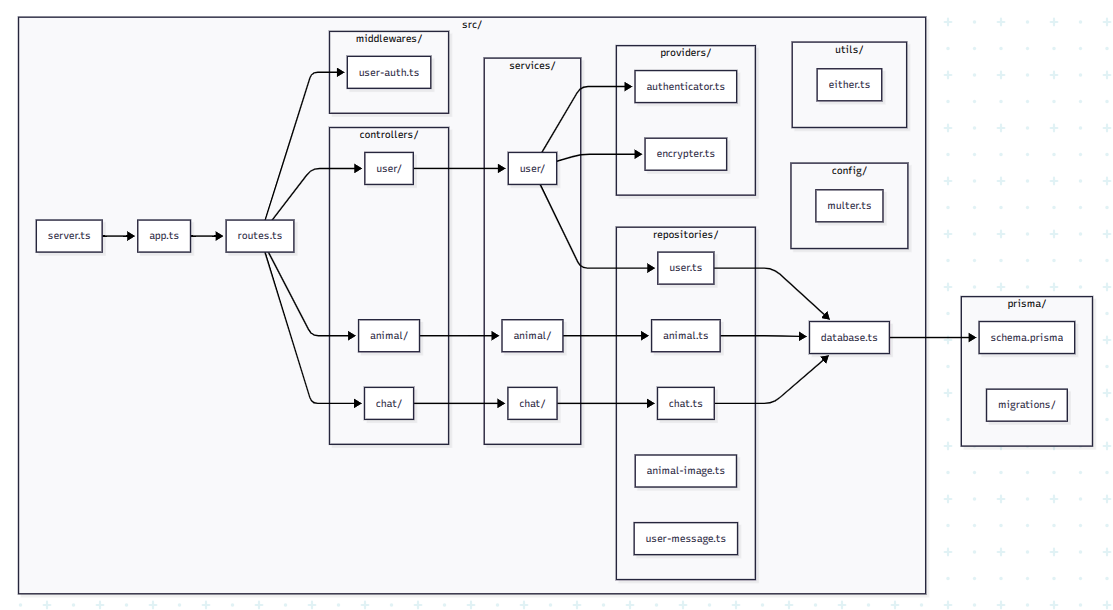 src/
middlewares/
user-auth.ts
controllers/
user/
animal/
chat/
services/
user/
animal/
chat/
providers/
authenticator.ts
encrypter.ts
repositories/
user.ts
animal.ts
chat.ts
animal-image.ts
user-message.ts
utils/
either.ts
config/
multer.ts
server.ts
app.ts
routes.ts
database.ts
prisma/
schema.prisma
migrations/